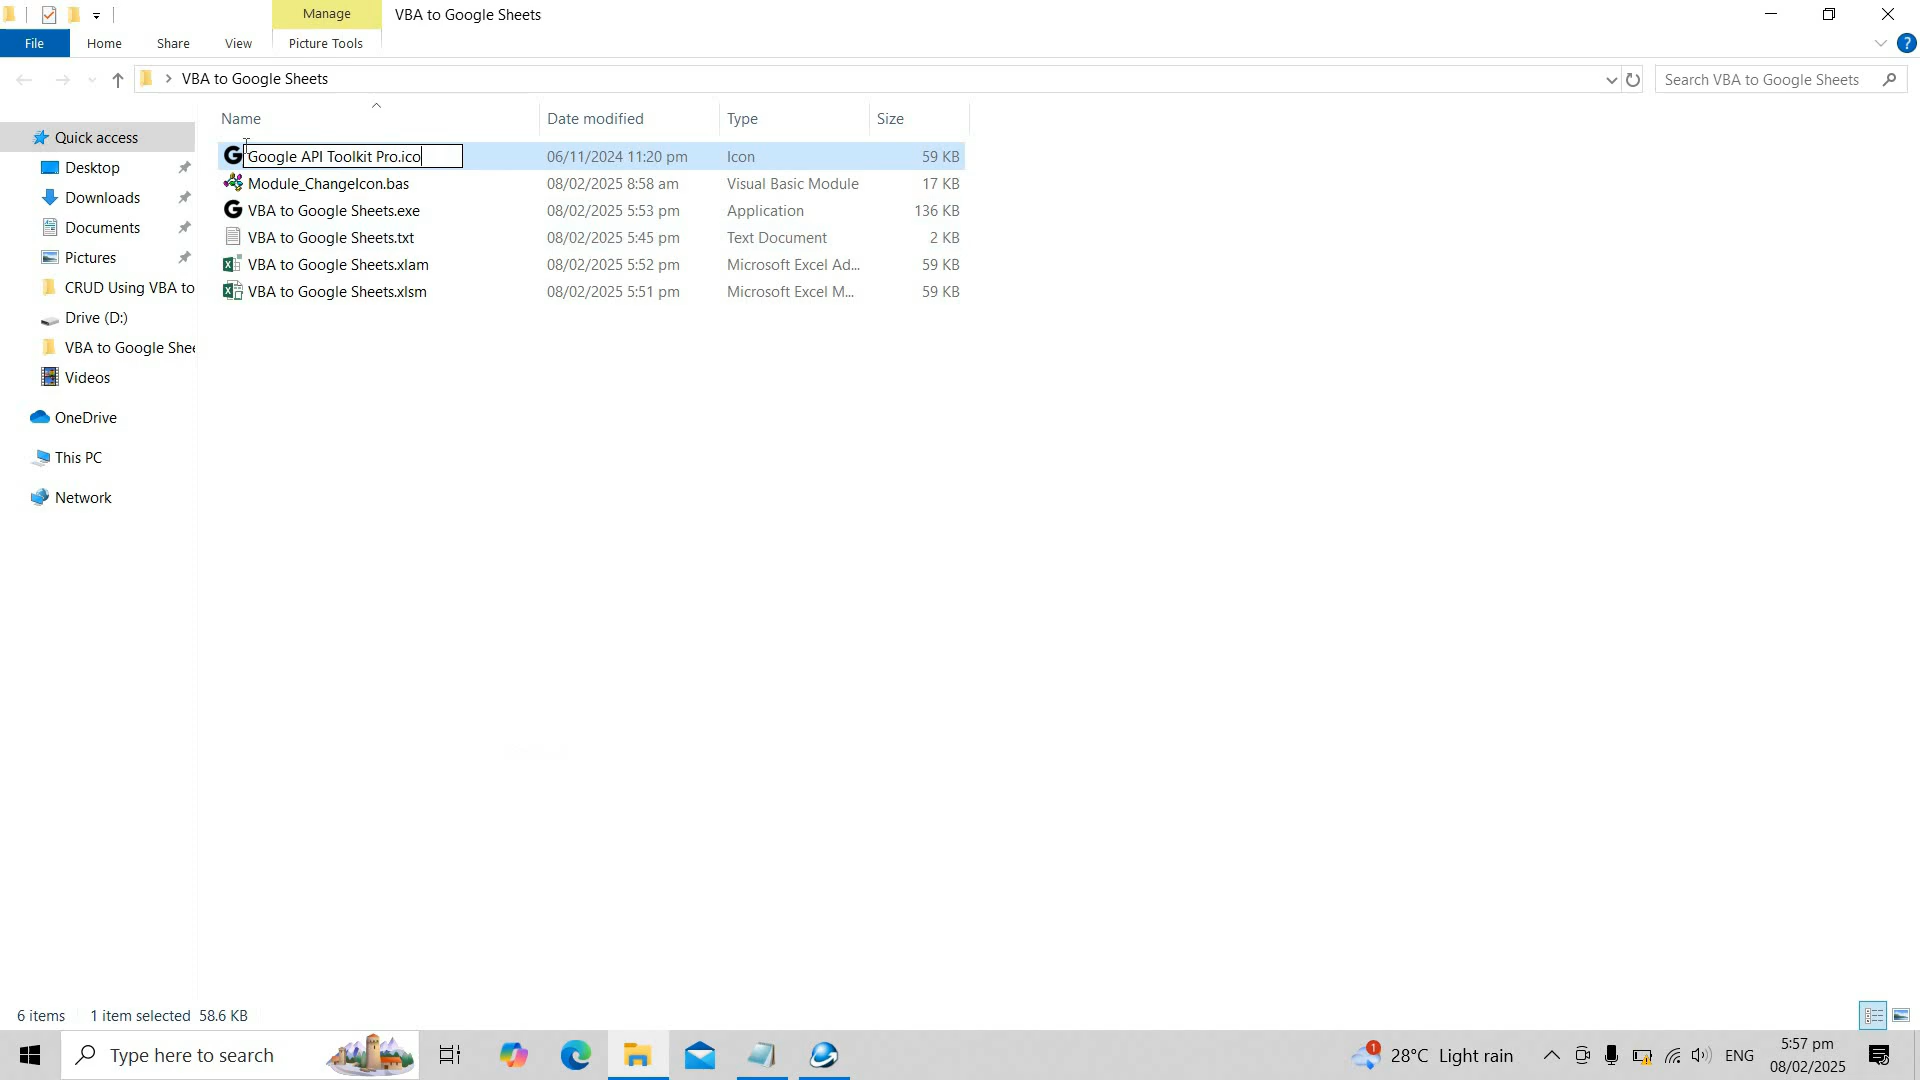 Manage
VBA to Google Sheets
File
Home
Share
View
Picture Tools
VBA to Google Sheets
Search VBA to Google Sheets
Name
Date modified
Type
Size
Google API Toolkit Pro.ico
06/11/2024 11:20 pm
Icon
59 KB
Module_ChangeIcon.bas
08/02/2025 8:58 am
Visual Basic Module
17 KB
VBA to Google Sheets.exe
08/02/2025 5:53 pm
Application
136 KB
VBA to Google Sheets.txt
08/02/2025 5:45 pm
Text Document
2 KB
VBA to Google Sheets.xlam
08/02/2025 5:52 pm
Microsoft Excel Ad...
59 KB
VBA to Google Sheets.xlsm
08/02/2025 5:51 pm
Microsoft Excel M...
59 KB
Quick access
Desktop
Downloads
Documents
Pictures
CRUD Using VBA to
Drive (D:)
VBA to Google Shee
Videos
OneDrive
This PC
Network
6 items
1 item selected 58.6 KB
Type here to search
1
28°C Light rain
ENG
5:57 pm
08/02/2025